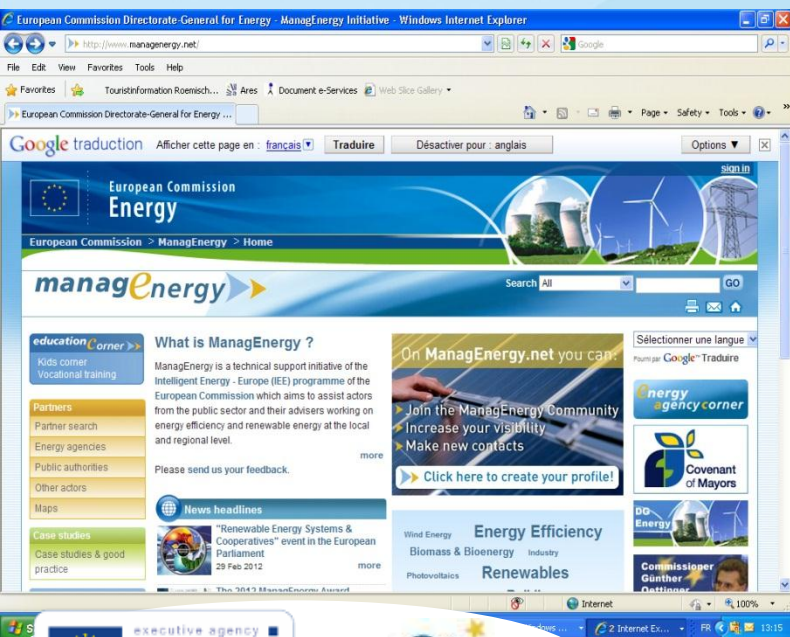 European Commission Directorate-General for Energy - ManagEnergy Initiative - Windows Internet Explorer
http://www.managenergy.net/
Google
File Edit View Favorites Tools Help
Favorites Touristinformation Roemisch... Ares Document e-Services Web Slice Gallery
European Commission Directorate-General for Energy ...
Page Safety Tools
Google traduction Afficher cette page en : français Traduire Désactiver pour : anglais Options ▼
sign in
European Commission
Energy
European Commission > ManagEnergy > Home
managenergy
Search All GO
education corner
Kids corner
Vocational training
Partners
Partner search
Energy agencies
Public authorities
Other actors
Maps
Case studies
Case studies & good
practice
What is ManagEnergy ?
ManagEnergy is a technical support initiative of the
Intelligent Energy - Europe (IEE) programme of the
European Commission which aims to assist actors
from the public sector and their advisers working on
energy efficiency and renewable energy at the local
and regional level.
more
Please send us your feedback.
News headlines
"Renewable Energy Systems &
Cooperatives" event in the European
Parliament
29 Feb 2012 more
The 2012 ManagEnergy Award
On ManagEnergy.net you can:
Join the ManagEnergy Community
Increase your visibility
Make new contacts
Click here to create your profile!
Wind Energy Energy Efficiency
Biomass & Bioenergy Industry
Photovoltaics Renewables
Sélectionner une langue
Fourni par Google™ Traduire
energy
agency corner
Covenant
of Mayors
DG
Energy
Commissioner
Günther
Oettinger
Internet 100%
executive agency
2 Internet Ex... FR 13:15